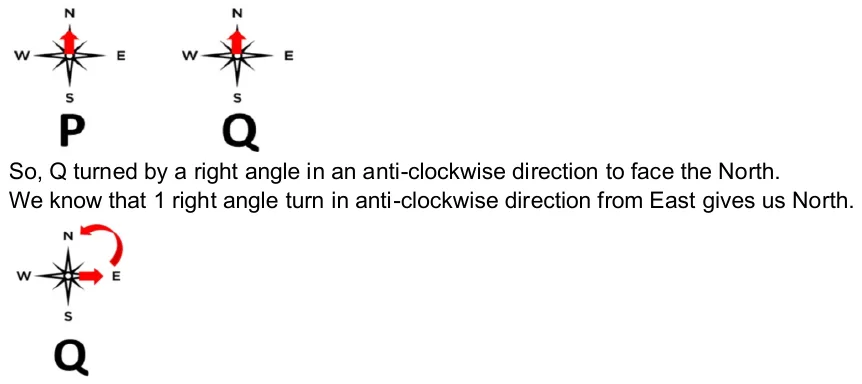 N N
W E W E
S S
P Q
So, Q turned by a right angle in an anti-clockwise direction to face the North.
We know that 1 right angle turn in anti-clockwise direction from East gives us North.
N
W E
S
Q